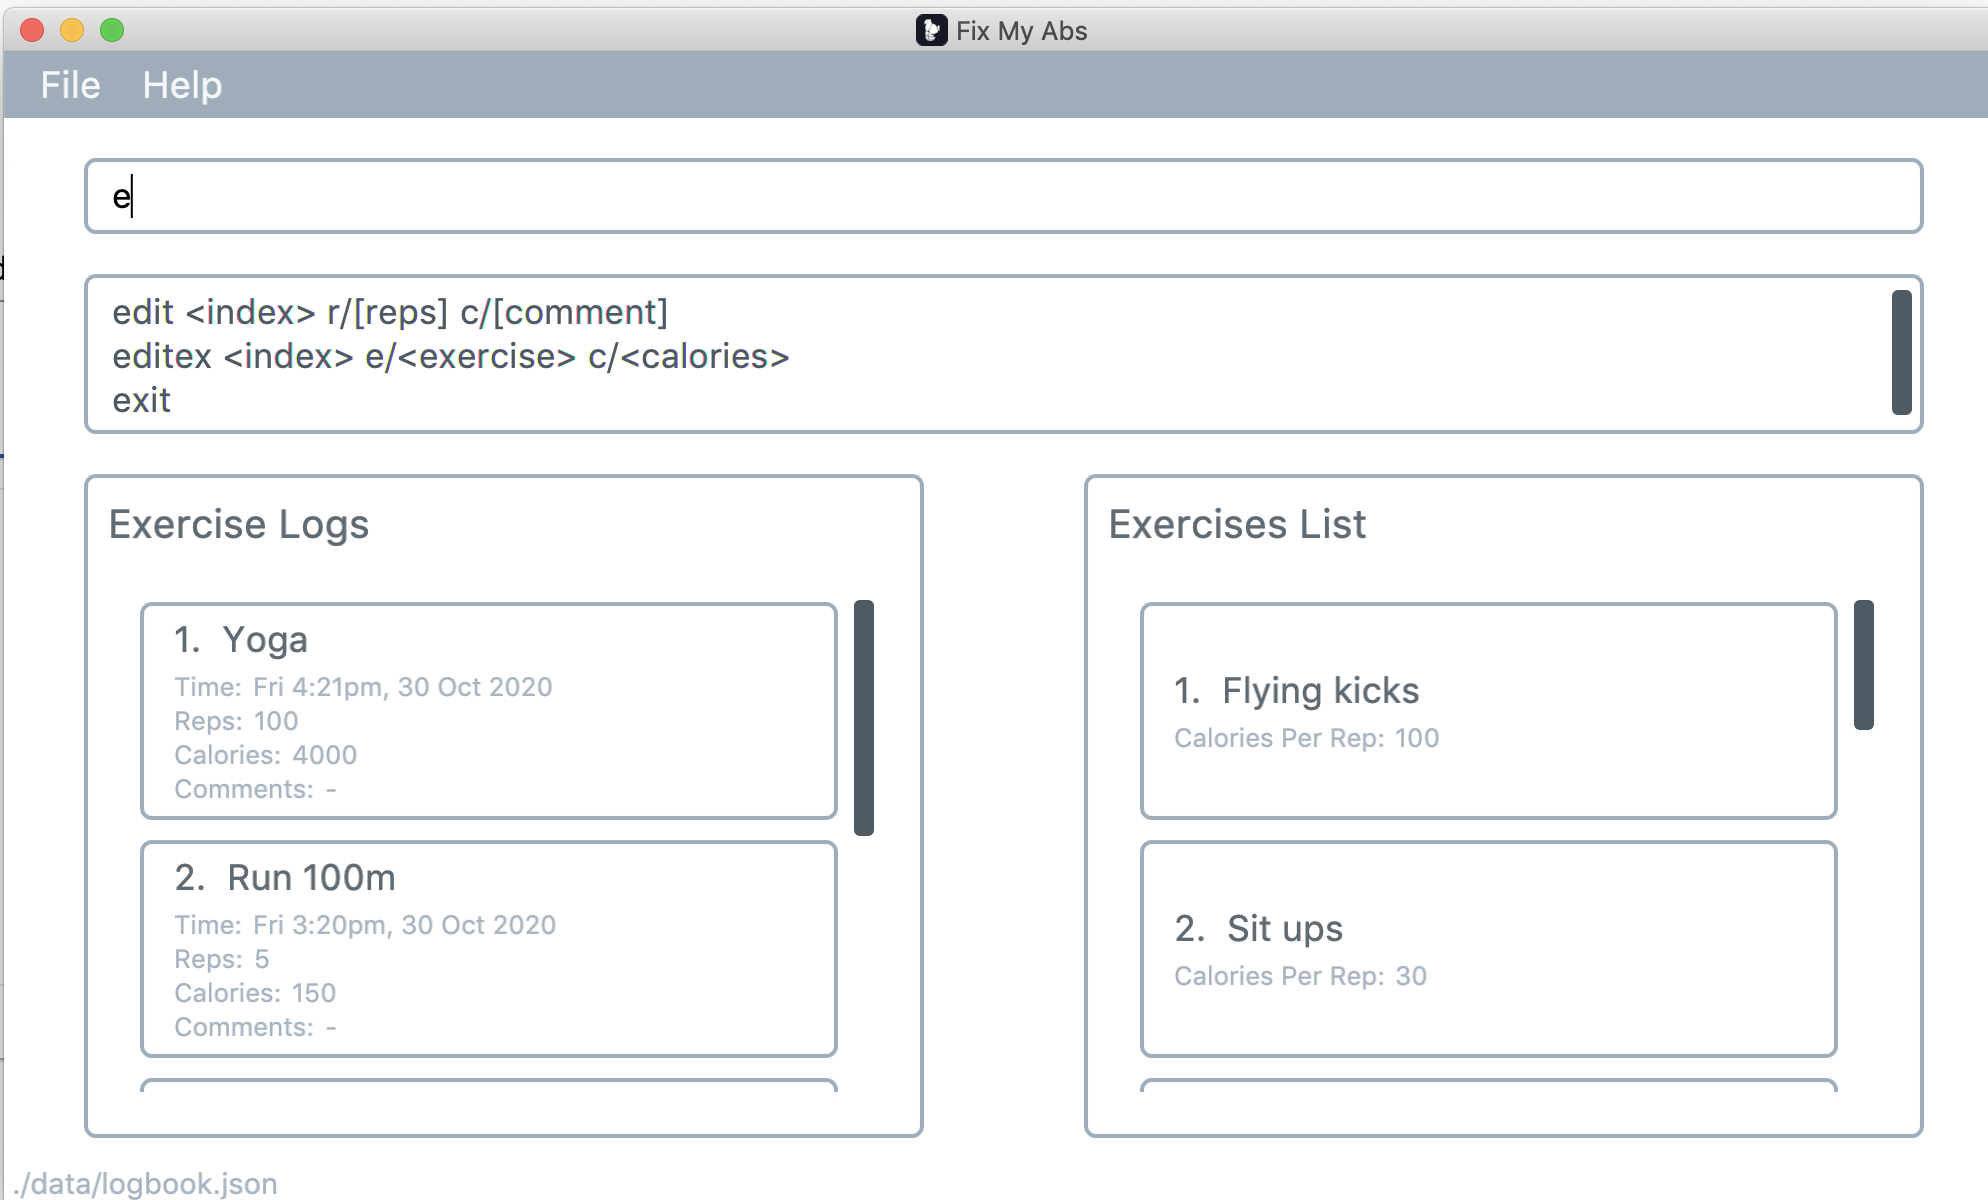 Fix My Abs
File Help
e
edit <index> r/[reps] c/[comment]
editex <index> e/<exercise> c/<calories>
exit
Exercise Logs
1. Yoga
Time: Fri 4:21pm, 30 Oct 2020
Reps: 100
Calories: 4000
Comments: -
2. Run 100m
Time: Fri 3:20pm, 30 Oct 2020
Reps: 5
Calories: 150
Comments: -
Exercises List
1. Flying kicks
Calories Per Rep: 100
2. Sit ups
Calories Per Rep: 30
./data/logbook.json